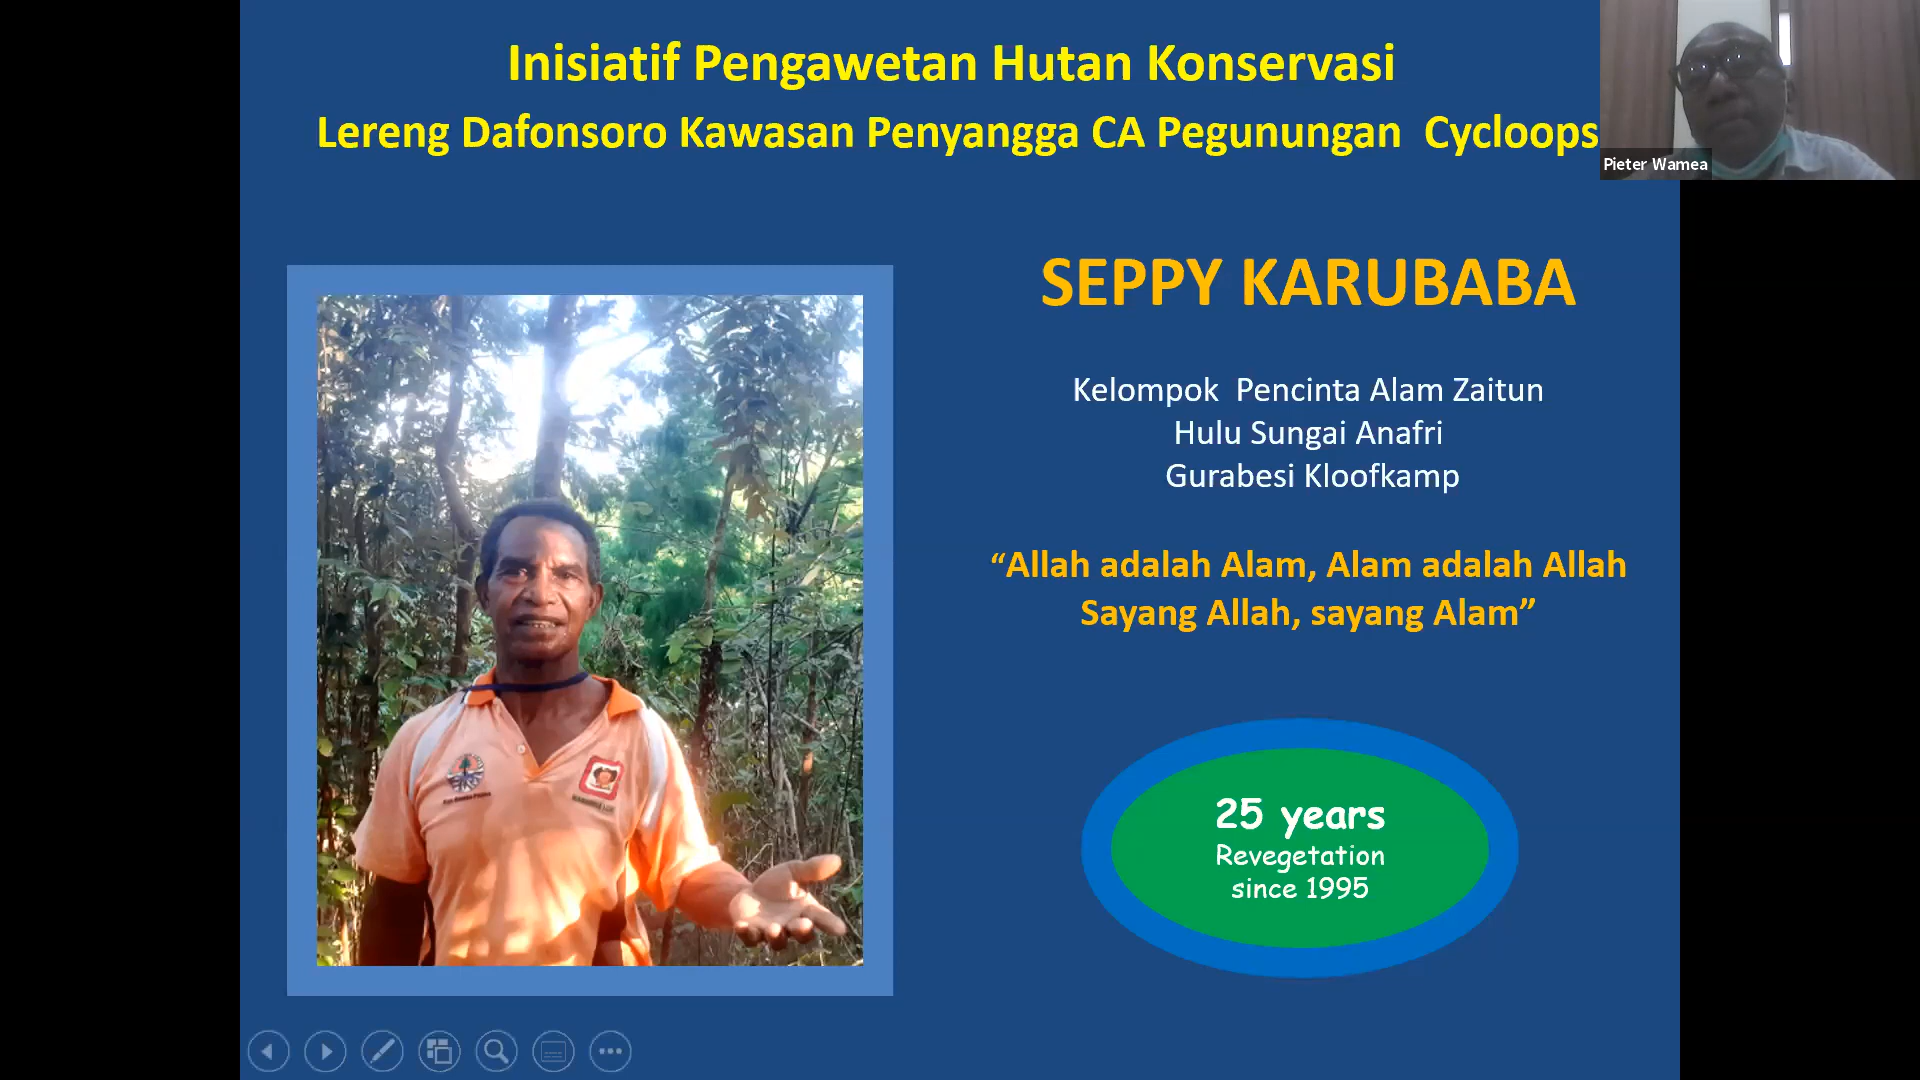 Inisiatif Pengawetan Hutan Konservasi
Lereng Dafonsoro Kawasan Penyangga CA Pegunungan Cycloops
Pieter Wamea
SEPPY KARUBABA
Kelompok Pencinta Alam Zaitun
Hulu Sungai Anafri
Gurabesi Kloofkamp
“Allah adalah Alam, Alam adalah Allah
Sayang Allah, sayang Alam”
25 years
Revegetation
since 1995